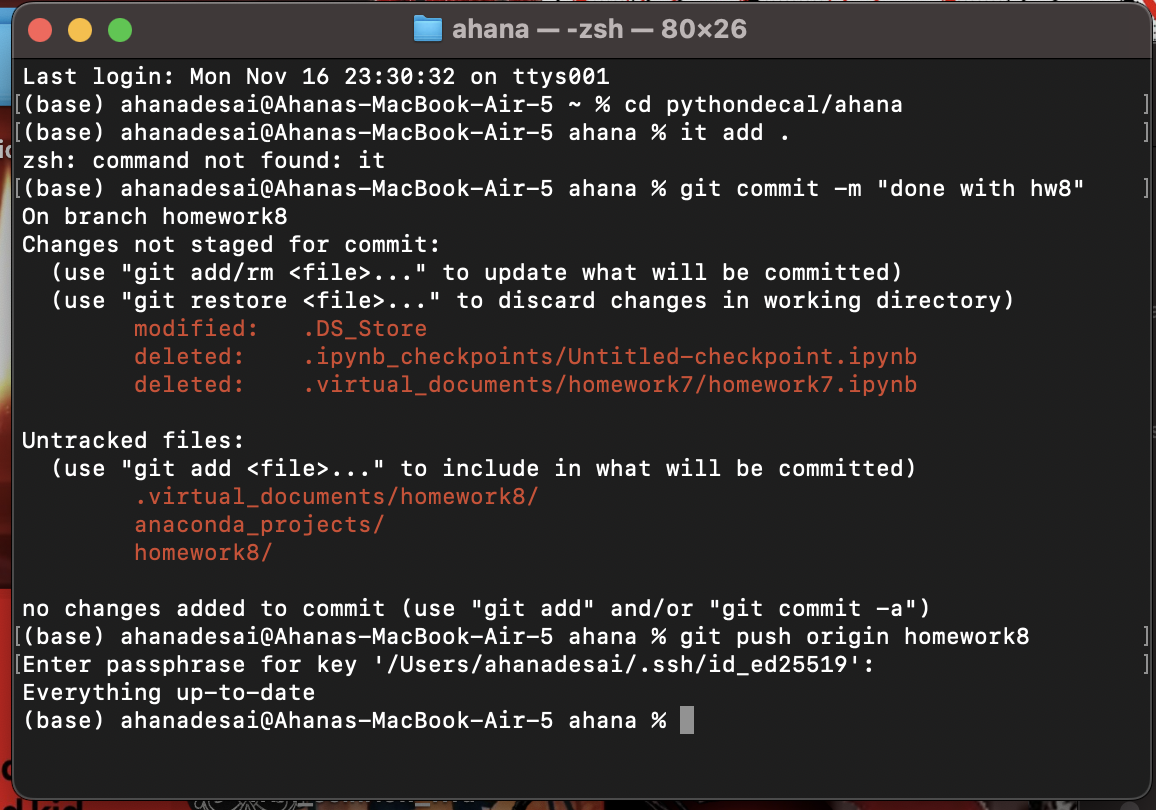 ahana — -zsh — 80×26
Last login: Mon Nov 16 23:30:32 on ttys001
[(base) ahanadesai@Ahanas-MacBook-Air-5 ~ % cd pythondecal/ahana ]
[(base) ahanadesai@Ahanas-MacBook-Air-5 ahana % it add . ]
zsh: command not found: it
[(base) ahanadesai@Ahanas-MacBook-Air-5 ahana % git commit -m "done with hw8" ]
On branch homework8
Changes not staged for commit:
  (use "git add/rm <file>..." to update what will be committed)
  (use "git restore <file>..." to discard changes in working directory)
        modified:   .DS_Store
        deleted:    .ipynb_checkpoints/Untitled-checkpoint.ipynb
        deleted:    .virtual_documents/homework7/homework7.ipynb
Untracked files:
  (use "git add <file>..." to include in what will be committed)
        .virtual_documents/homework8/
        anaconda_projects/
        homework8/
no changes added to commit (use "git add" and/or "git commit -a")
[(base) ahanadesai@Ahanas-MacBook-Air-5 ahana % git push origin homework8 ]
[Enter passphrase for key '/Users/ahanadesai/.ssh/id_ed25519': ]
Everything up-to-date
(base) ahanadesai@Ahanas-MacBook-Air-5 ahana %